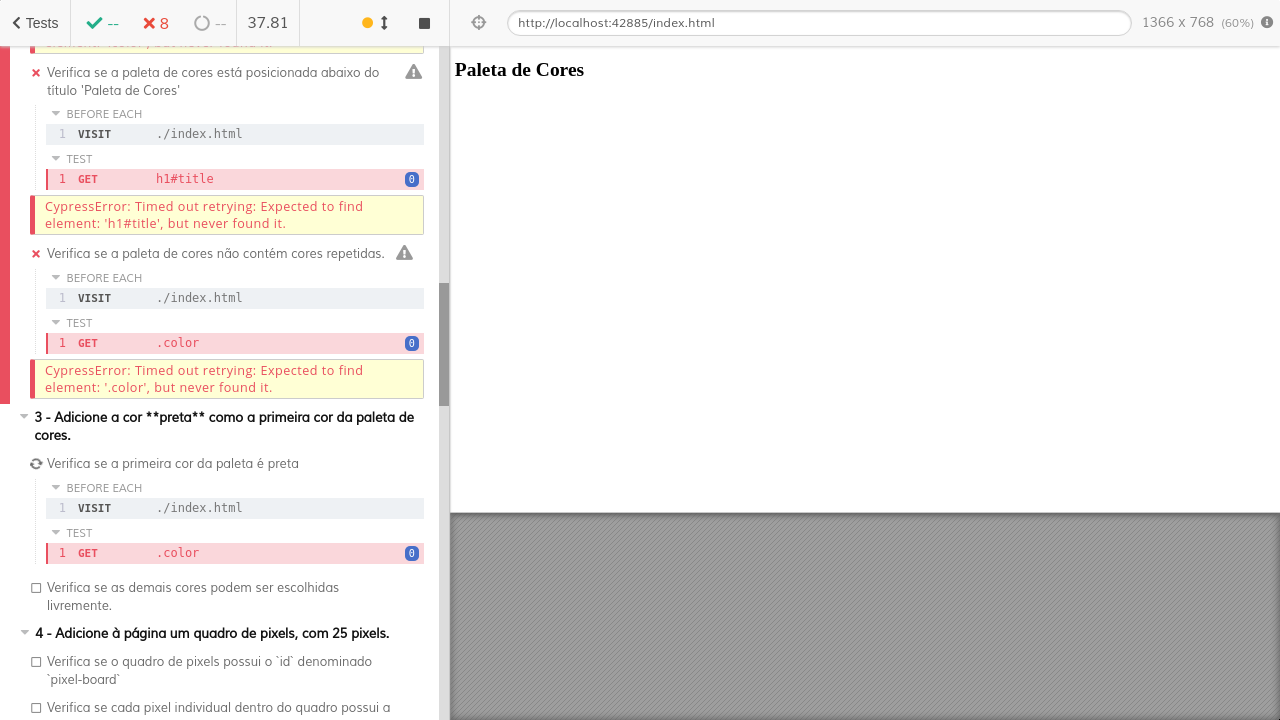 Tests
--
8
--
37.81
http://localhost:42885/index.html
1366 x 768 (60%)
Verifica se a paleta de cores está posicionada abaixo do
título 'Paleta de Cores'
BEFORE EACH
1 VISIT ./index.html
TEST
1 GET h1#title 0
CypressError: Timed out retrying: Expected to find
element: 'h1#title', but never found it.
Verifica se a paleta de cores não contém cores repetidas.
BEFORE EACH
1 VISIT ./index.html
TEST
1 GET .color 0
CypressError: Timed out retrying: Expected to find
element: '.color', but never found it.
3 - Adicione a cor **preta** como a primeira cor da paleta de
cores.
Verifica se a primeira cor da paleta é preta
BEFORE EACH
1 VISIT ./index.html
TEST
1 GET .color 0
Verifica se as demais cores podem ser escolhidas
livremente.
4 - Adicione à página um quadro de pixels, com 25 pixels.
Verifica se o quadro de pixels possui o `id` denominado
`pixel-board`
Verifica se cada pixel individual dentro do quadro possui a
Paleta de Cores